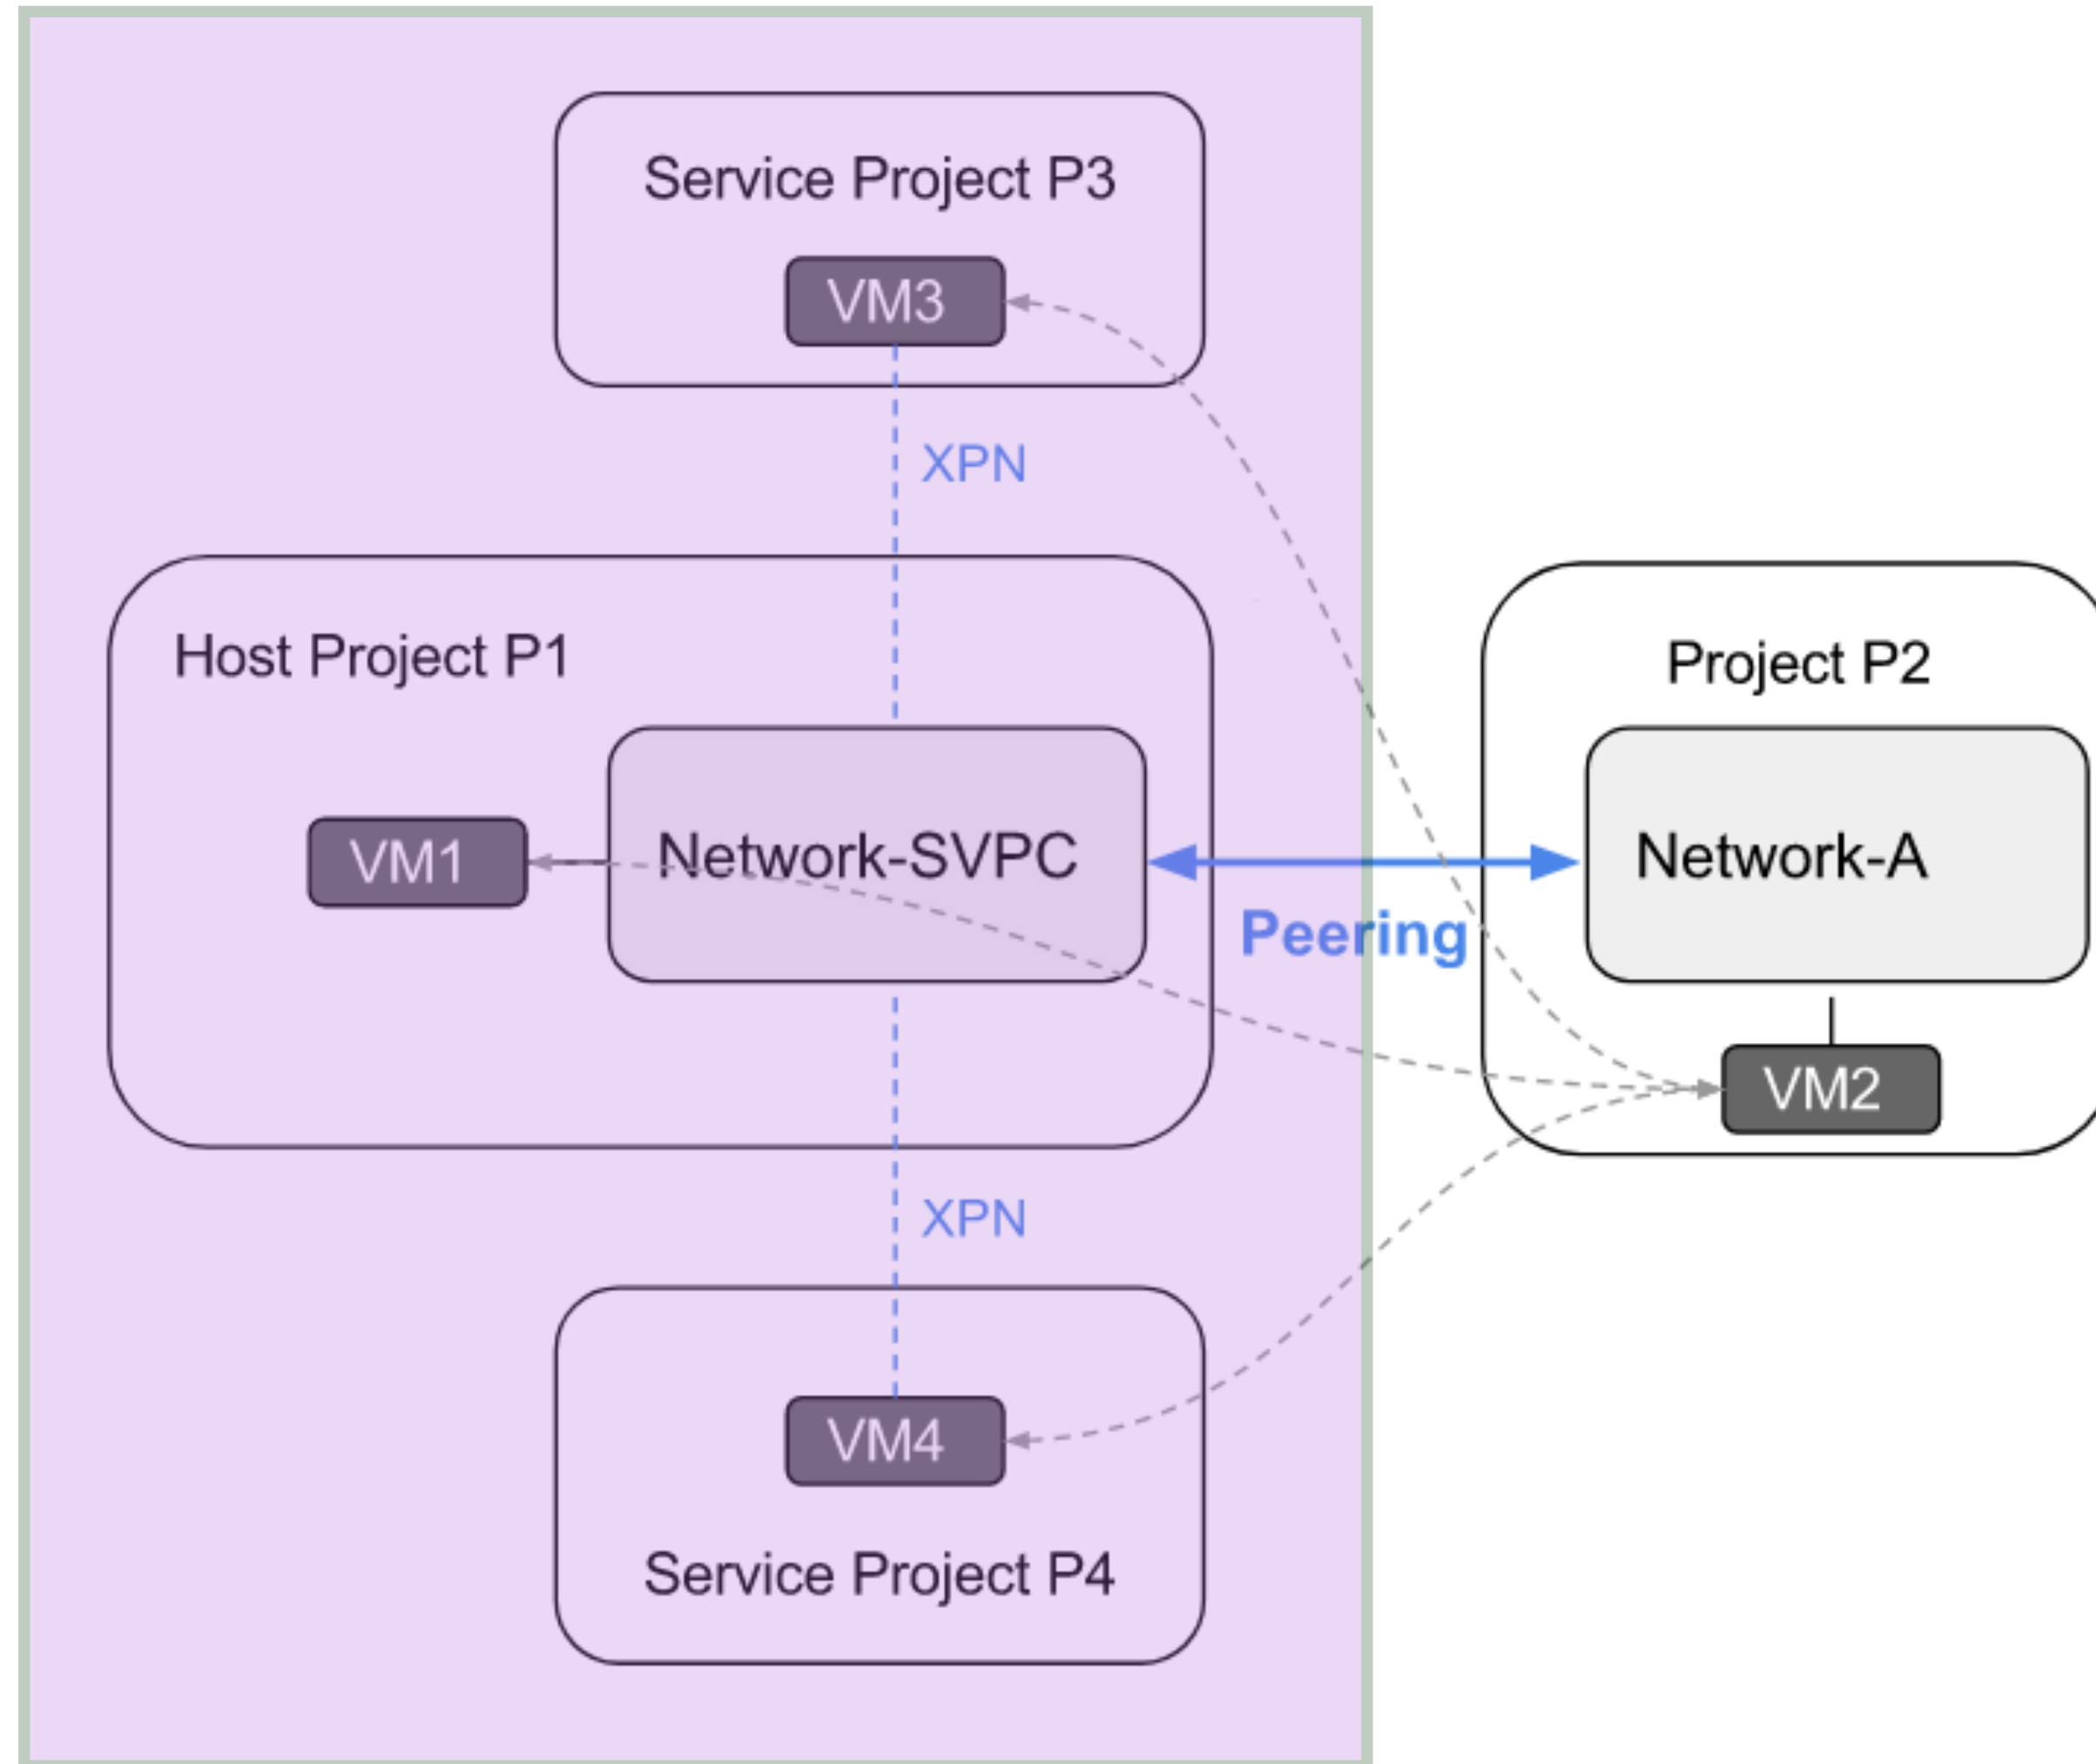 Service Project P3
VM3
XPN
Host Project P1
Project P2
VM1
Network-SVPC
Network-A
Peering
VM2
XPN
VM4
Service Project P4